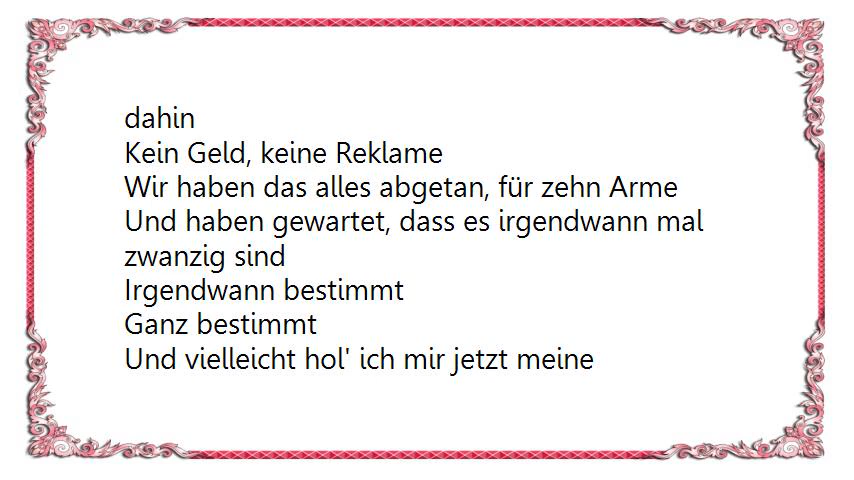 dahin
Kein Geld, keine Reklame
Wir haben das alles abgetan, für zehn Arme
Und haben gewartet, dass es irgendwann mal
zwanzig sind
Irgendwann bestimmt
Ganz bestimmt
Und vielleicht hol' ich mir jetzt meine